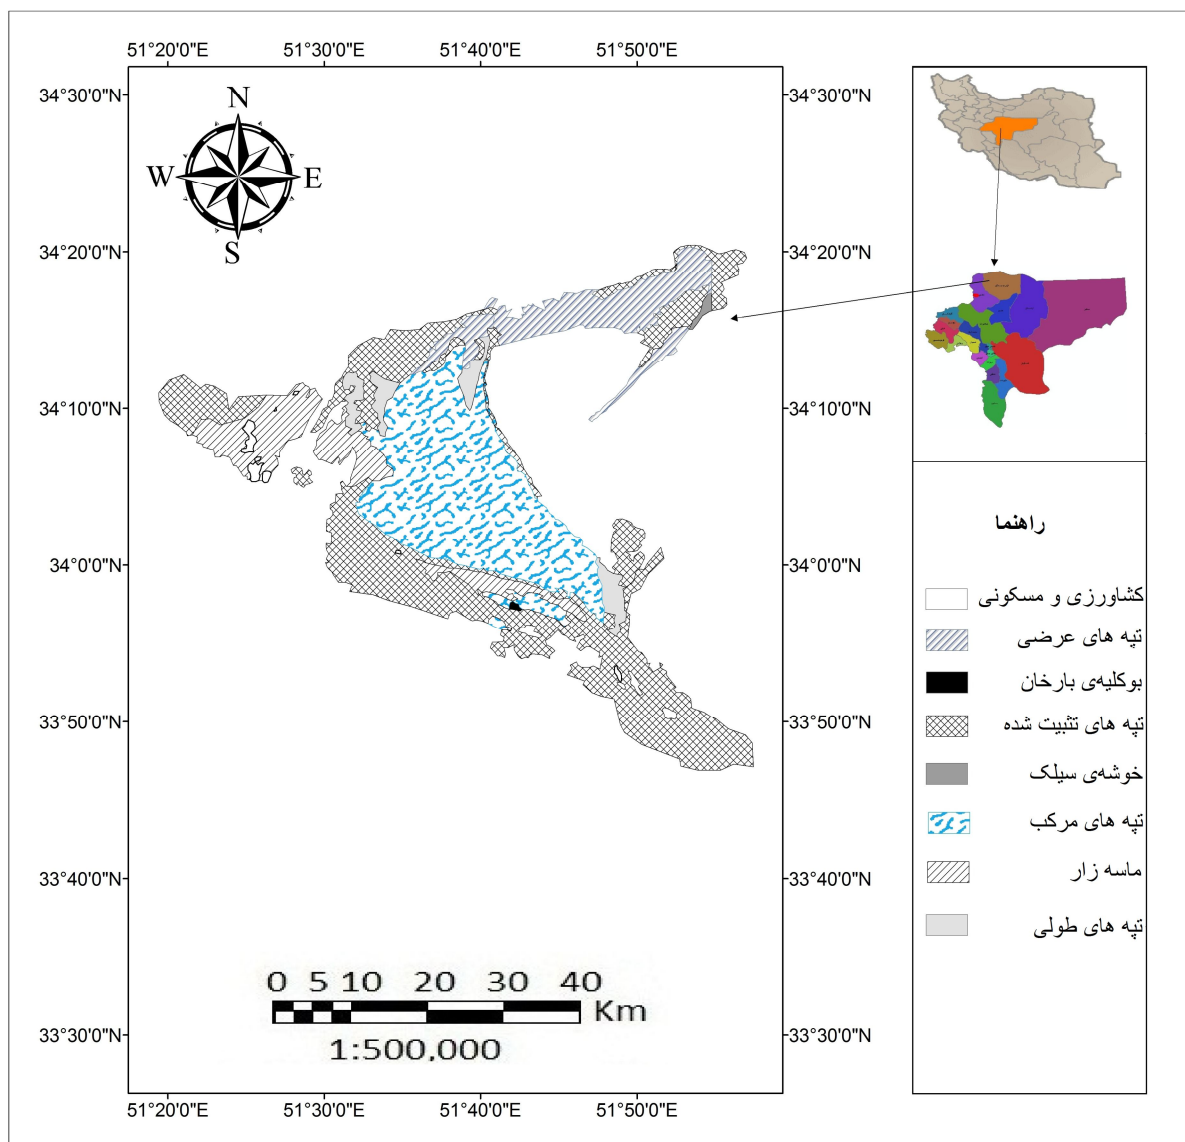 51°20'0"E 51°30'0"E 51°40'0"E 51°50'0"E
34°30'0"N 34°30'0"N
N
W E
S
34°20'0"N 34°20'0"N
34°10'0"N 34°10'0"N
34°0'0"N 34°0'0"N
33°50'0"N 33°50'0"N
33°40'0"N 33°40'0"N
33°30'0"N 33°30'0"N
0 5 10 20 30 40
Km
1:500,000
51°20'0"E 51°30'0"E 51°40'0"E 51°50'0"E
راهنما
کشاورزی و مسکونی
تپه های عرضی
بوکلیه‌ی بارخان
تپه های تثبیت شده
خوشه‌ی سیلک
تپه های مرکب
ماسه زار
تپه های طولی